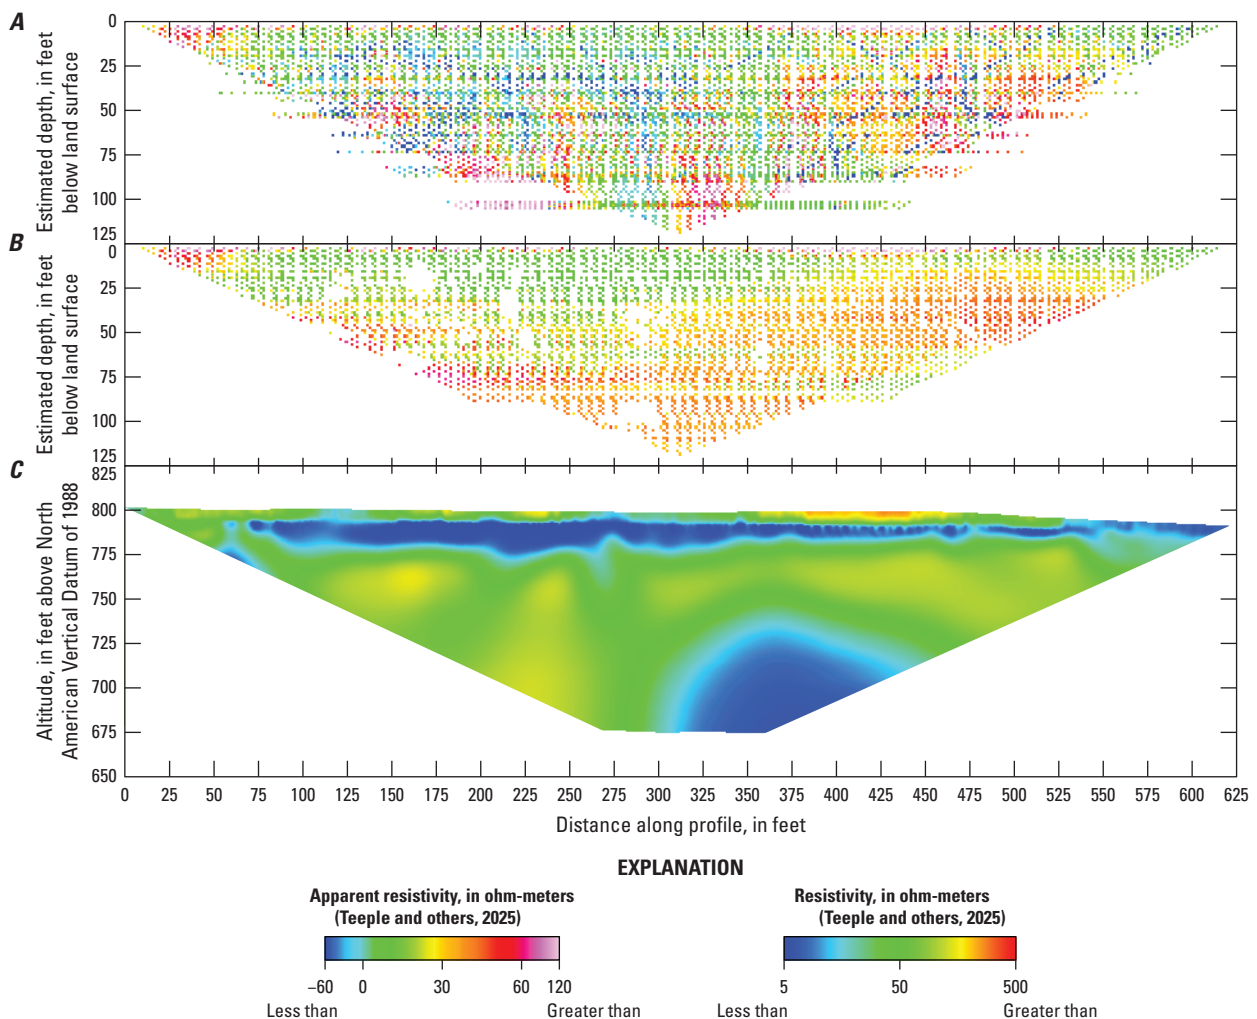 A
Estimated depth, in feet
below land surface
0
25
50
75
100
125
B
Estimated depth, in feet
below land surface
0
25
50
75
100
125
C
Altitude, in feet above North
American Vertical Datum of 1988
825
800
775
750
725
700
675
650
0 25 50 75 100 125 150 175 200 225 250 275 300 325 350 375 400 425 450 475 500 525 550 575 600 625
Distance along profile, in feet
EXPLANATION
Apparent resistivity, in ohm-meters
(Teeple and others, 2025)
–60 0 30 60 120
Less than Greater than
Resistivity, in ohm-meters
(Teeple and others, 2025)
5 50 500
Less than Greater than